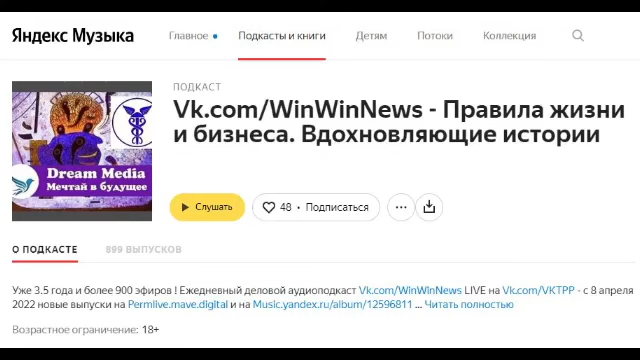 Яндекс Музыка
Главное
Подкасты и книги
Детям
Потоки
Коллекция
ПОДКАСТ
Vk.com/WinWinNews - Правила жизни
и бизнеса. Вдохновляющие истории
Dream Media
Мечтай в будущее
Слушать
48 • Подписаться
О ПОДКАСТЕ
899 ВЫПУСКОВ
Уже 3.5 года и более 900 эфиров ! Ежедневный деловой аудиоподкаст Vk.com/WinWinNews LIVE на Vk.com/VKTPP - с 8 апреля
2022 новые выпуски на Permlive.mave.digital и на Music.yandex.ru/album/12596811 ... Читать полностью
Возрастное ограничение: 18+